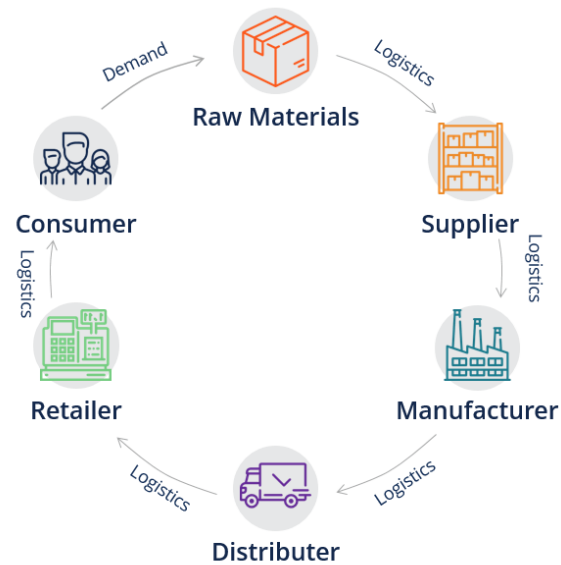 Demand
Logistics
Raw Materials
Consumer
Supplier
Logistics
Logistics
Retailer
Manufacturer
Logistics
Logistics
Distributer